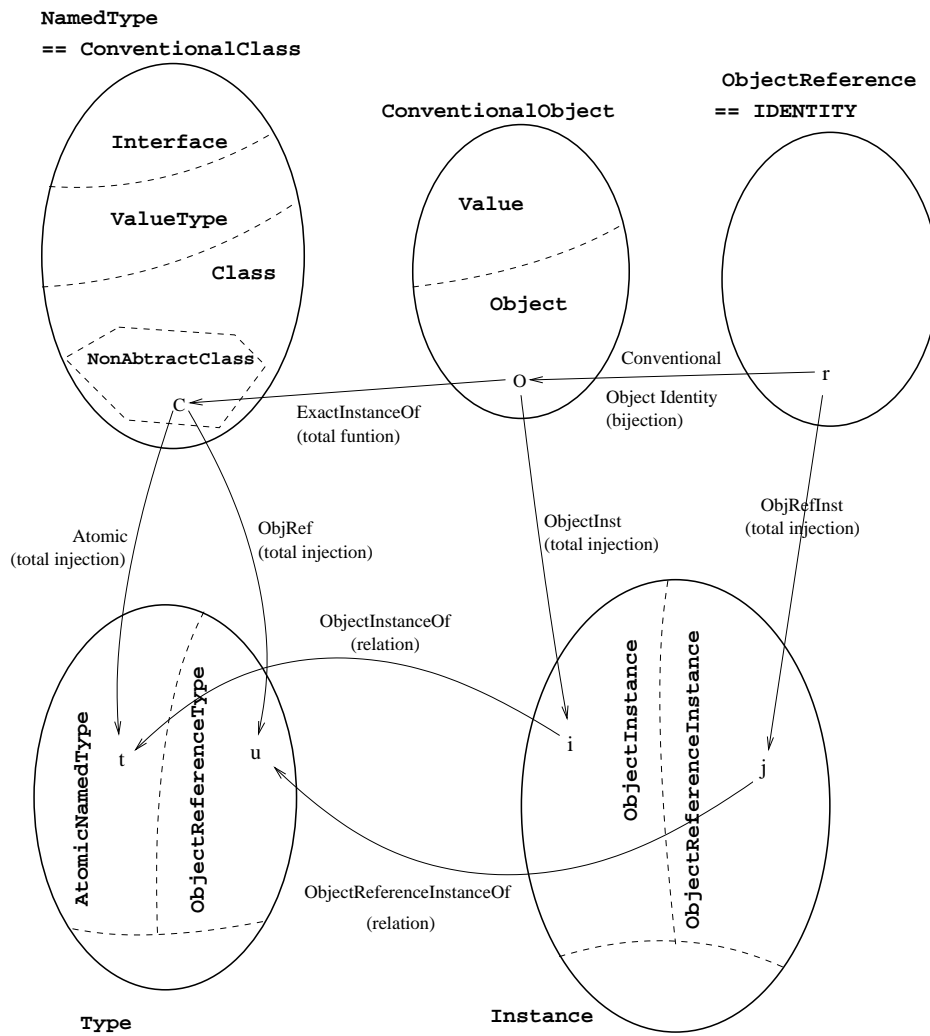 NamedType
== ConventionalClass
ObjectReference
== IDENTITY
ConventionalObject
Interface
ValueType
Class
NonAbtractClass
C
Value
Object
O
Conventional
Object Identity
(bijection)
r
ExactInstanceOf
(total funtion)
Atomic
(total injection)
ObjRef
(total injection)
ObjectInst
(total injection)
ObjRefInst
(total injection)
ObjectInstanceOf
(relation)
AtomicNamedType
t
ObjectReferenceType
u
i
ObjectInstance
ObjectReferenceInstance
j
ObjectReferenceInstanceOf
(relation)
Type
Instance